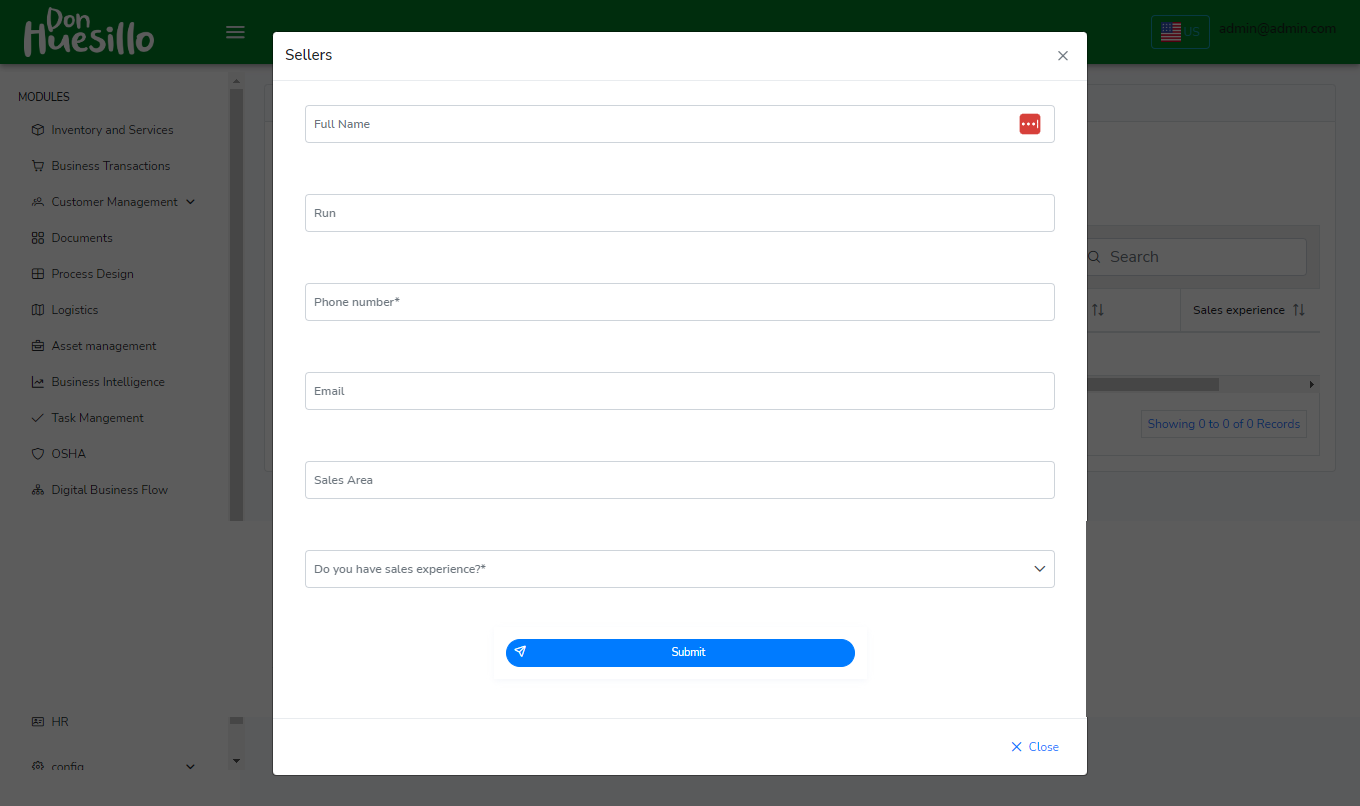 Don
Huesillo
US
admin@admin.com
Sellers
MODULES
Inventory and Services
Business Transactions
Customer Management
Documents
Process Design
Logistics
Asset management
Business Intelligence
Task Mangement
OSHA
Digital Business Flow
HR
config
Full Name
Run
Phone number*
Email
Sales Area
Do you have sales experience?*
Submit
Close
Search
Sales experience
Showing 0 to 0 of 0 Records